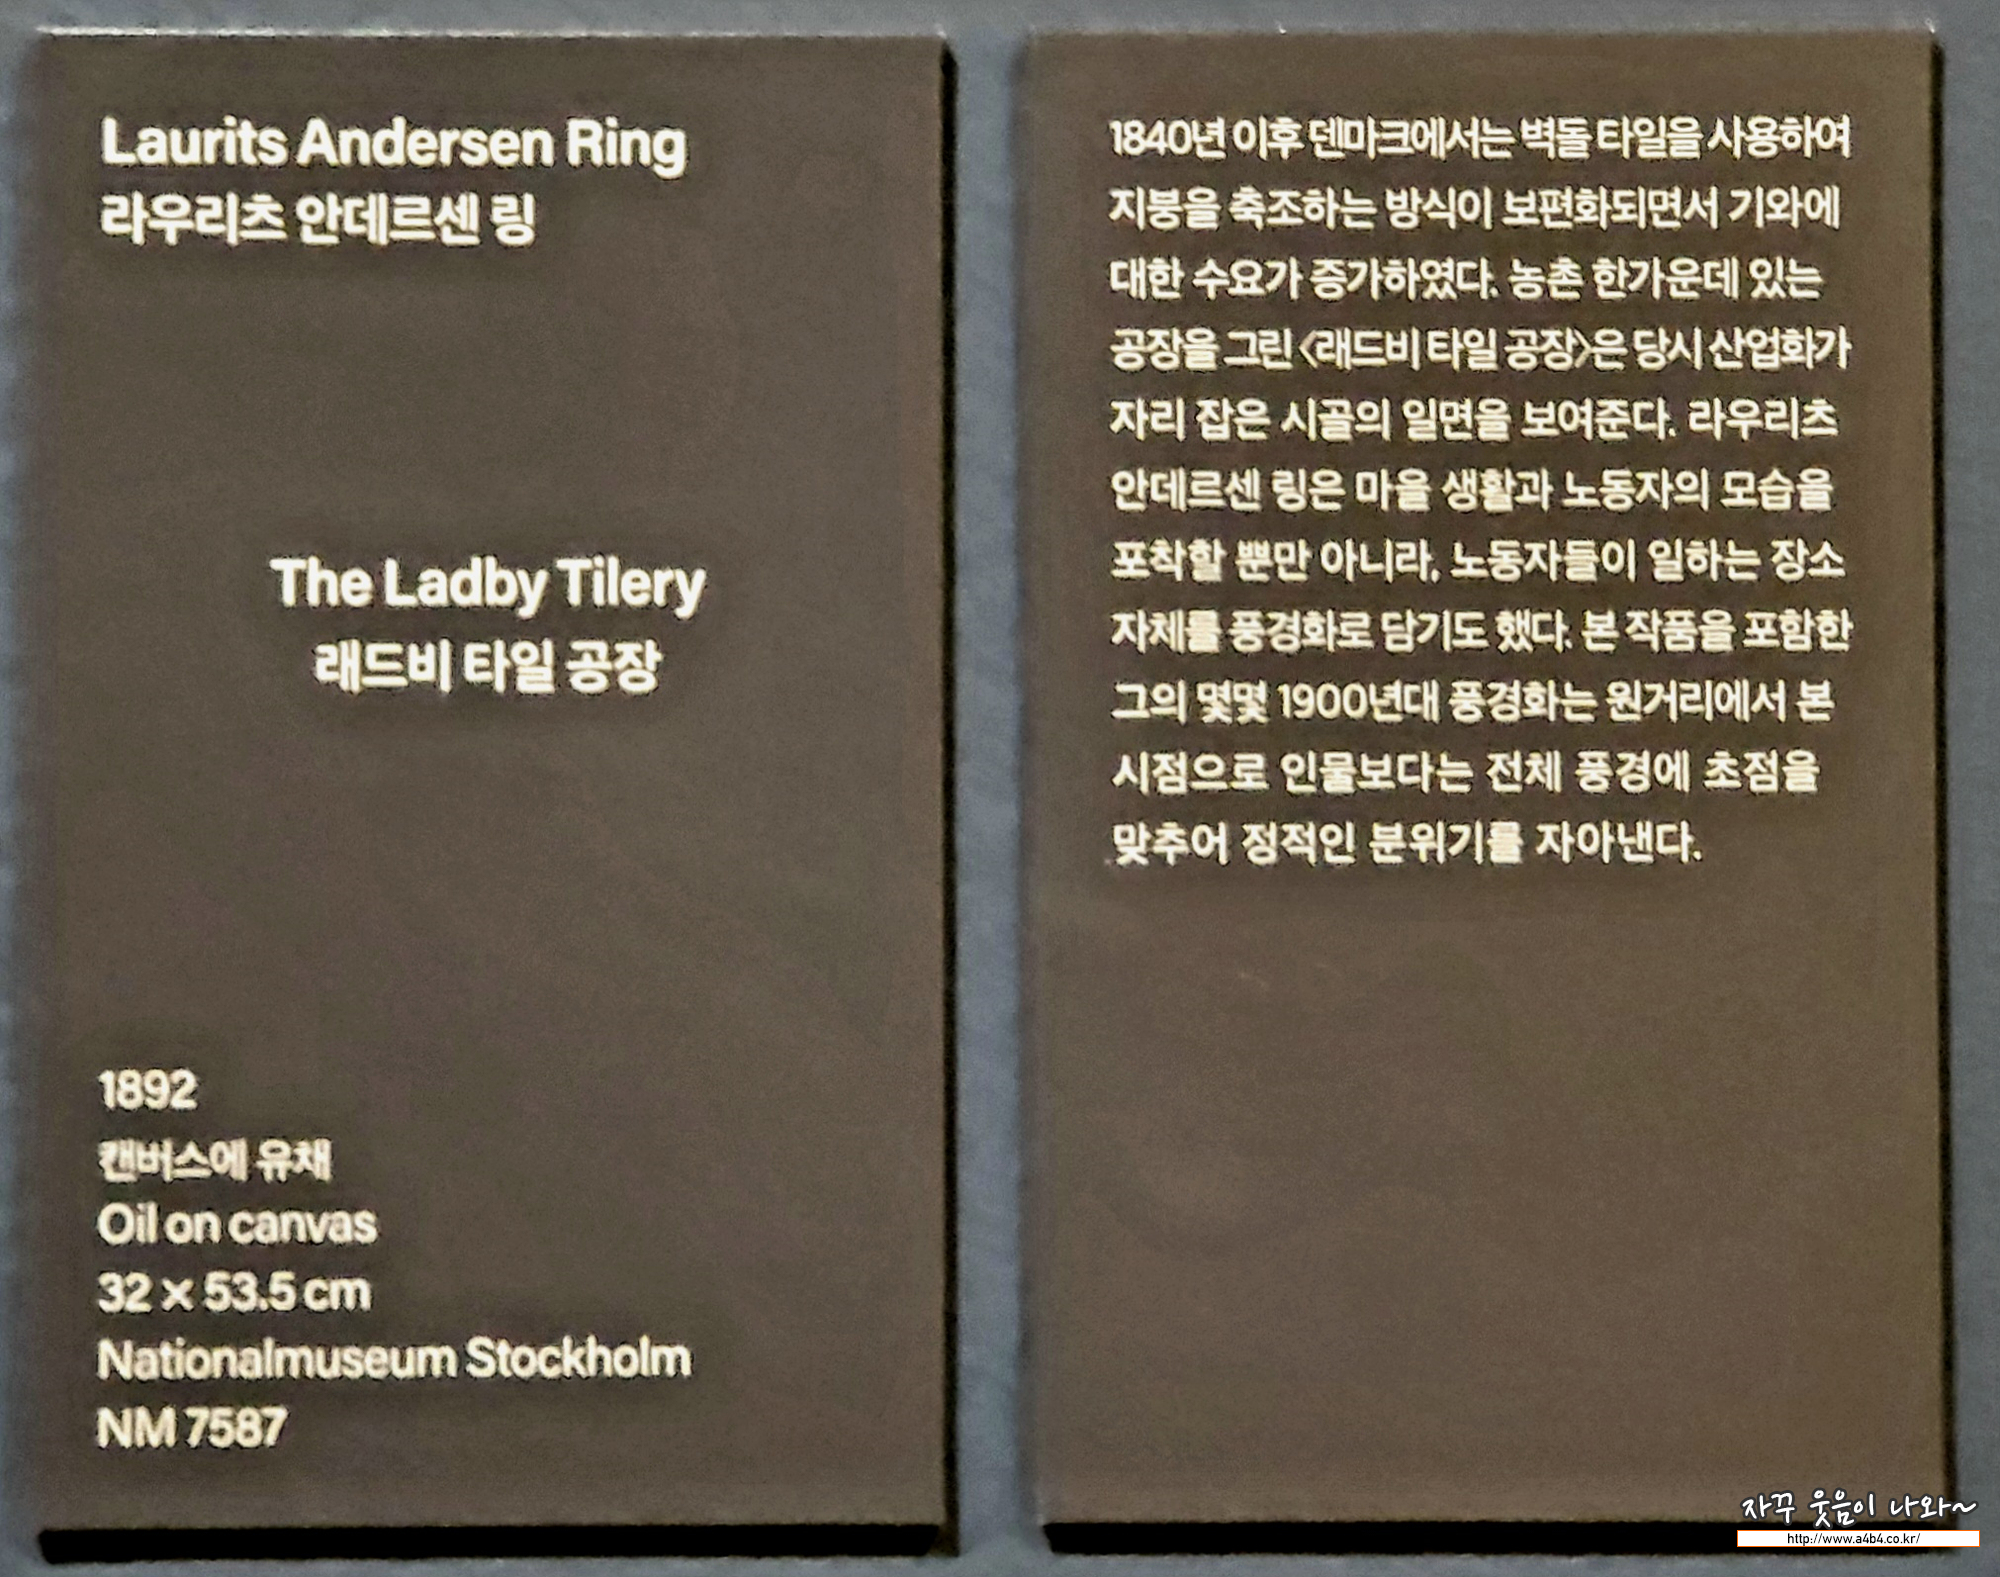 Laurits Andersen Ring
라우리츠 안데르센 링
The Ladby Tilery
래드비 타일 공장
1892
캔버스에 유채
Oil on canvas
32 × 53.5 cm
Nationalmuseum Stockholm
NM 7587
1840년 이후 덴마크에서는 벽돌 타일을 사용하여
지붕을 축조하는 방식이 보편화되면서 기와에
대한 수요가 증가하였다. 농촌 한가운데 있는
공장을 그린 〈래드비 타일 공장〉은 당시 산업화가
자리 잡은 시골의 일면을 보여준다. 라우리츠
안데르센 링은 마을 생활과 노동자의 모습을
포착할 뿐만 아니라, 노동자들이 일하는 장소
자체를 풍경화로 담기도 했다. 본 작품을 포함한
그의 몇몇 1900년대 풍경화는 원거리에서 본
시점으로 인물보다는 전체 풍경에 초점을
맞추어 정적인 분위기를 자아낸다.
자꾸 웃음이 나와~
http://www.a4b4.co.kr/